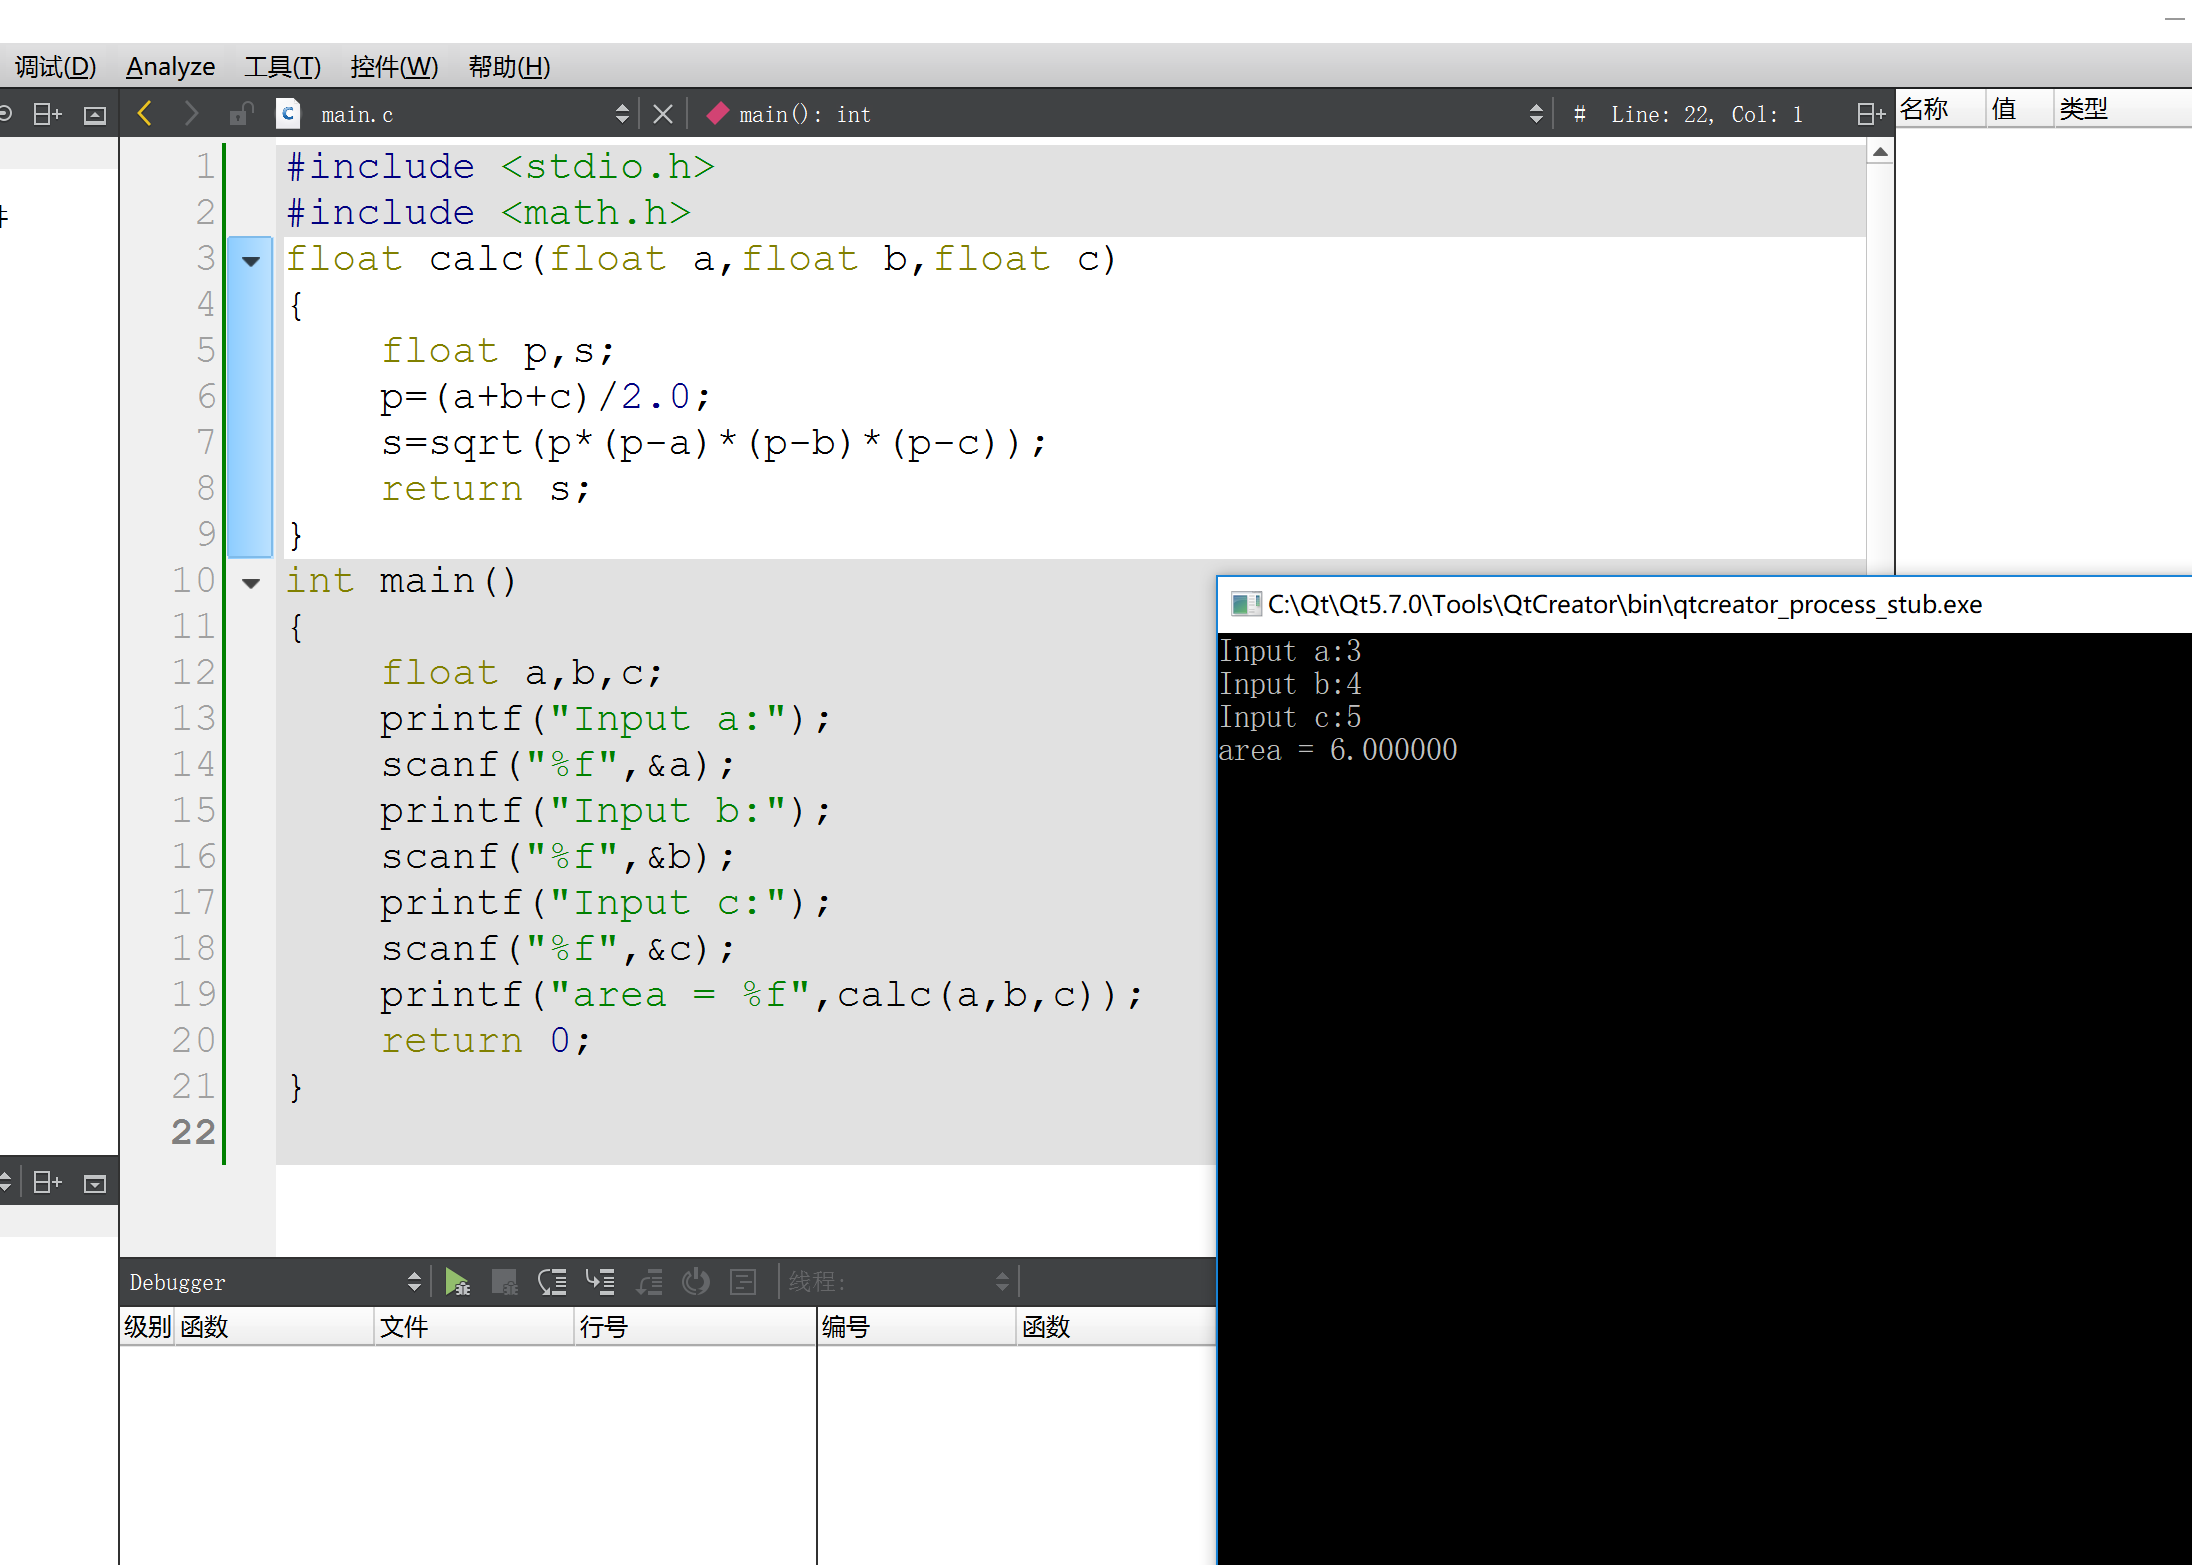 调试(D) Analyze 工具(T) 控件(W) 帮助(H)
main.c main(): int # Line: 22, Col: 1 名称 值 类型
1 #include <stdio.h>
2 #include <math.h>
3 float calc(float a,float b,float c)
4 {
5 float p,s;
6 p=(a+b+c)/2.0;
7 s=sqrt(p*(p-a)*(p-b)*(p-c));
8 return s;
9 }
10 int main()
11 {
12 float a,b,c;
13 printf("Input a:");
14 scanf("%f",&a);
15 printf("Input b:");
16 scanf("%f",&b);
17 printf("Input c:");
18 scanf("%f",&c);
19 printf("area = %f",calc(a,b,c));
20 return 0;
21 }
22
C:\Qt\Qt5.7.0\Tools\QtCreator\bin\qtcreator_process_stub.exe
Input a:3
Input b:4
Input c:5
area = 6.000000
Debugger 线程:
级别 函数 文件 行号 编号 函数